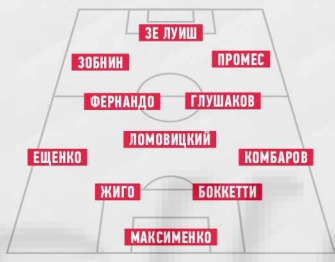 ЗЕ ЛУИШ
ЗОБНИН
ПРОМЕС
ФЕРНАНДО
ГЛУШАКОВ
ЛОМОВИЦКИЙ
ЕЩЕНКО
КОМБАРОВ
ЖИГО
БОККЕТТИ
МАКСИМЕНКО